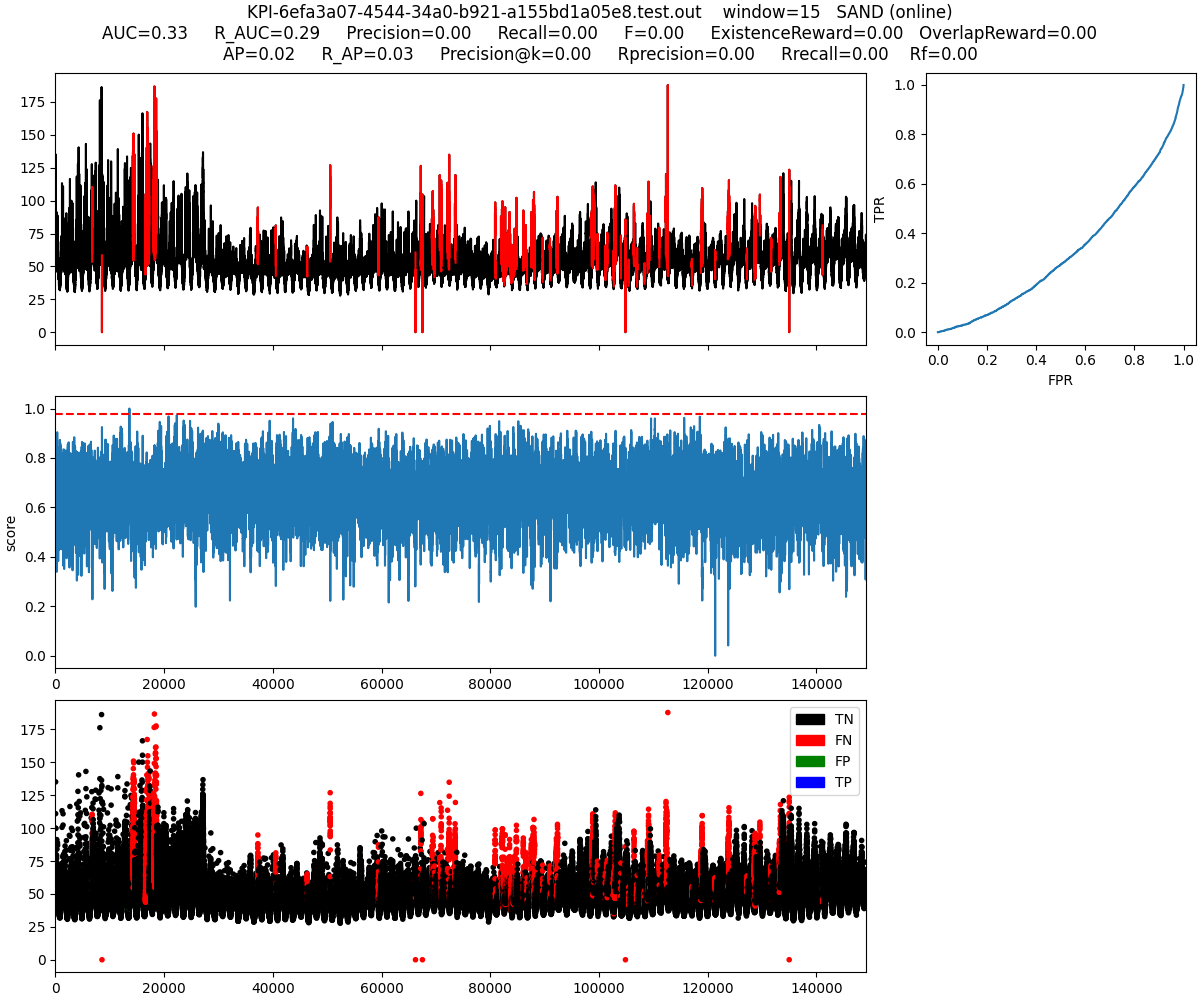 KPI-6efa3a07-4544-34a0-b921-a155bd1a05e8.test.out window=15 SAND (online)
AUC=0.33 R_AUC=0.29 Precision=0.00 Recall=0.00 F=0.00 ExistenceReward=0.00 OverlapReward=0.00
AP=0.02 R_AP=0.03 Precision@k=0.00 Rprecision=0.00 Rrecall=0.00 Rf=0.00
175
150
125
100
75
50
25
0
TPR
1.0
0.8
0.6
0.4
0.2
0.0
0.0 0.2 0.4 0.6 0.8 1.0
FPR
score
1.0
0.8
0.6
0.4
0.2
0.0
0 20000 40000 60000 80000 100000 120000 140000
175
150
125
100
75
50
25
0
TN
FN
FP
TP
0 20000 40000 60000 80000 100000 120000 140000